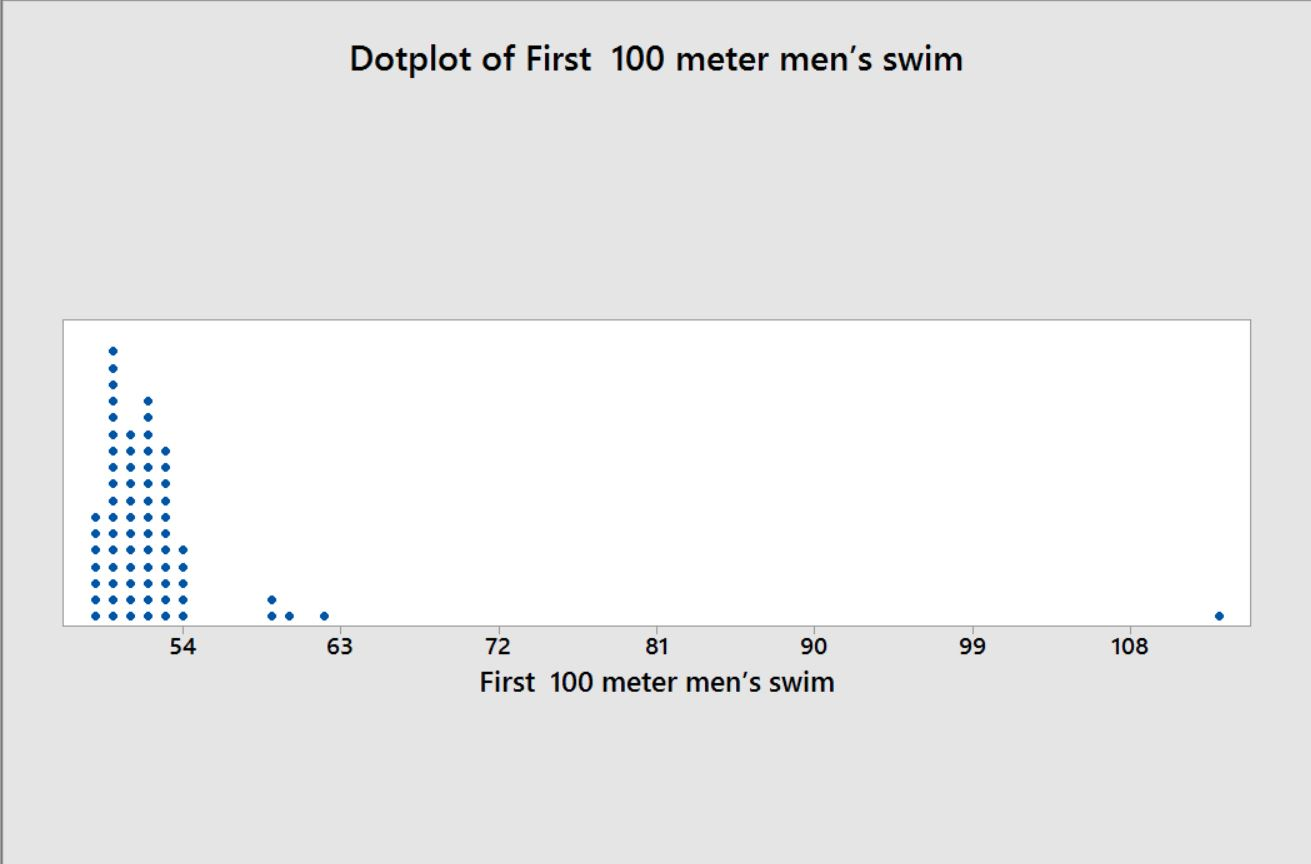 Dotplot of First  100 meter men’s swim
54 63 72 81 90 99 108
First  100 meter men’s swim